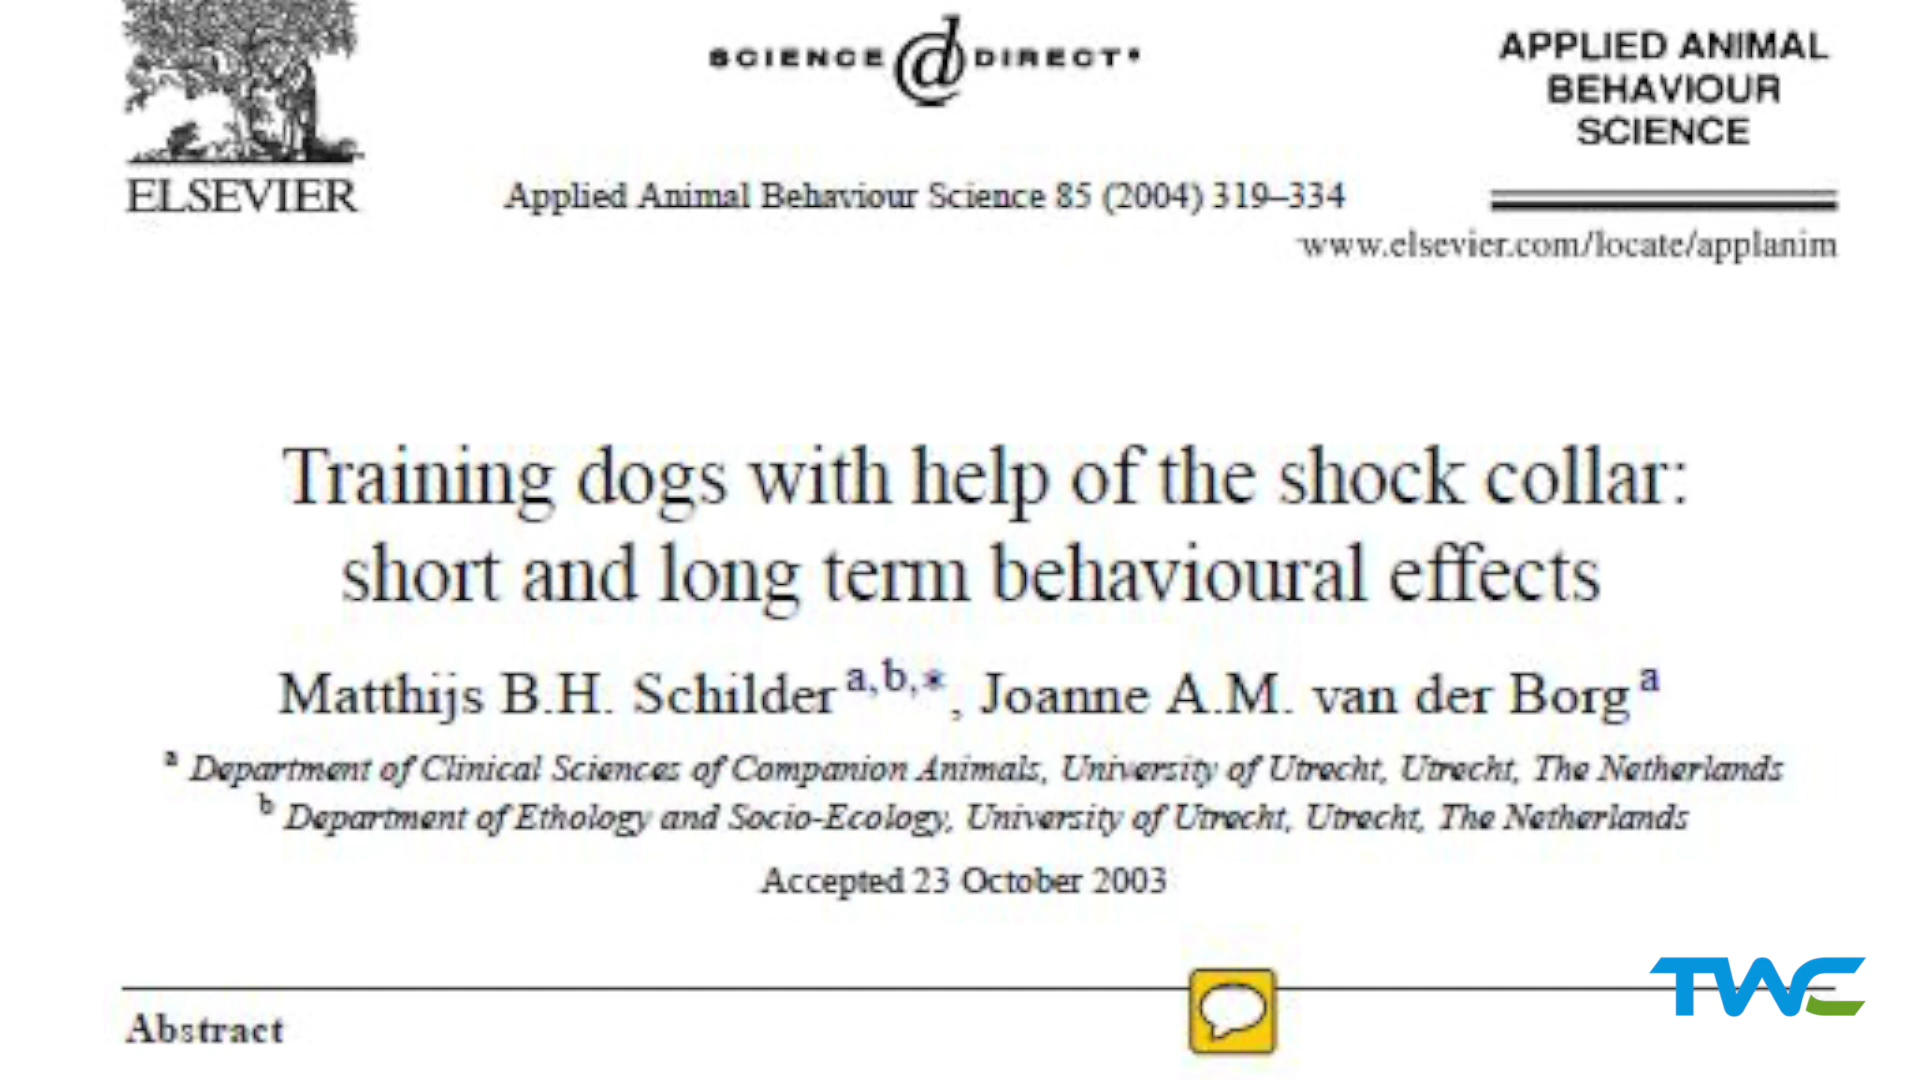 SCIENCE @ DIRECT®
APPLIED ANIMAL
BEHAVIOUR
SCIENCE
ELSEVIER
Applied Animal Behaviour Science 85 (2004) 319–334
www.elsevier.com/locate/applanim
Training dogs with help of the shock collar:
short and long term behavioural effects
Matthijs B.H. Schilder a,b,*, Joanne A.M. van der Borg a
a Department of Clinical Sciences of Companion Animals, University of Utrecht, Utrecht, The Netherlands
b Department of Ethology and Socio-Ecology, University of Utrecht, Utrecht, The Netherlands
Accepted 23 October 2003
TWC
Abstract